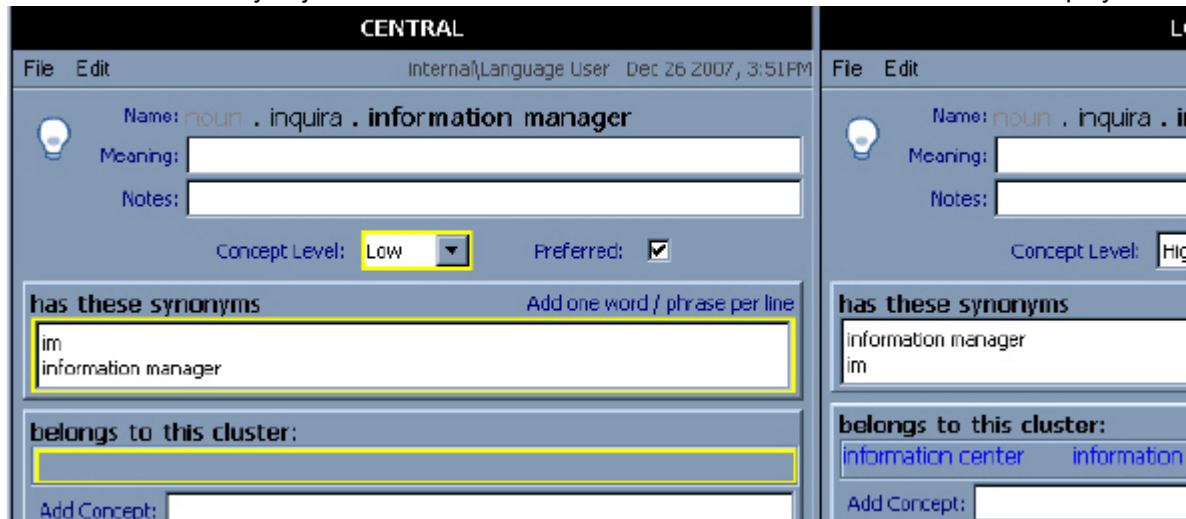 CENTRAL
File Edit internal\Language User Dec 26 2007, 3:51PM
Name: noun . inquira . information manager
Meaning:
Notes:
Concept Level: Low Preferred:
has these synonyms Add one word / phrase per line
im
information manager
belongs to this cluster:
Add Concept:
File Edit
Name: noun . inquira .
Meaning:
Notes:
Concept Level:
has these synonyms
information manager
im
belongs to this cluster:
information center information
Add Concept: